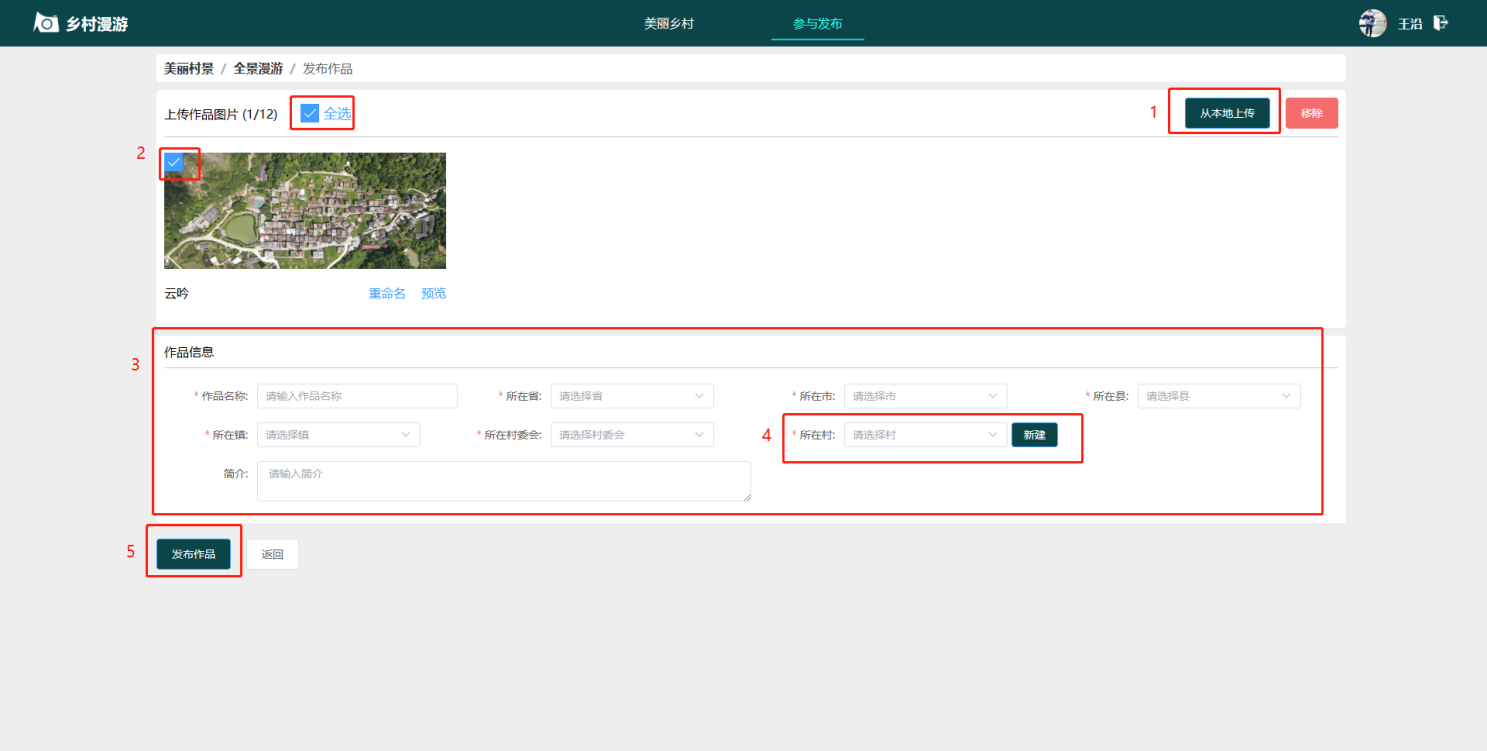 乡村漫游 美丽乡村 参与发布 王沿
美丽村景 / 全景漫游 / 发布作品
上传作品图片 (1/12) 全选 1 从本地上传 移除
2
云吟 重命名 预览
作品信息
3
* 作品名称: 请输入作品名称 * 所在省: 请选择省 * 所在市: 请选择市 * 所在县: 请选择县
* 所在镇: 请选择镇 * 所在村委会: 请选择村委会 4 * 所在村: 请选择村 新建
简介: 请输入简介
5 发布作品 返回